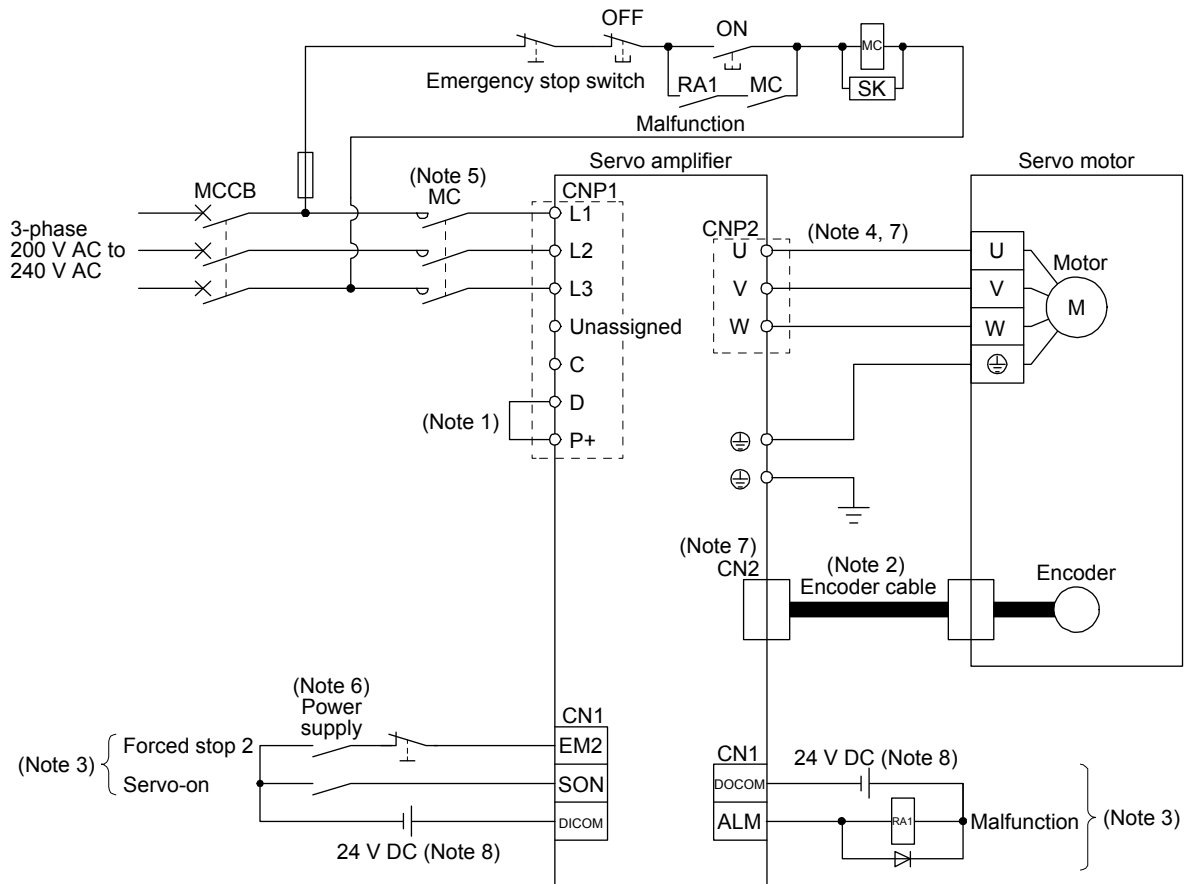 OFF
ON
MC
Emergency stop switch
RA1
MC
SK
Malfunction
Servo amplifier
Servo motor
MCCB
(Note 5)
MC
CNP1
3-phase
200 V AC to
240 V AC
L1
L2
L3
Unassigned
C
D
P+
(Note 1)
CNP2
U
V
W
(Note 4, 7)
U
V
W
Motor
M
(Note 7)
CN2
(Note 2)
Encoder cable
Encoder
(Note 6)
Power
supply
CN1
(Note 3)
Forced stop 2
Servo-on
EM2
SON
DICOM
24 V DC (Note 8)
CN1
DOCOM
ALM
24 V DC (Note 8)
RA1
Malfunction
(Note 3)